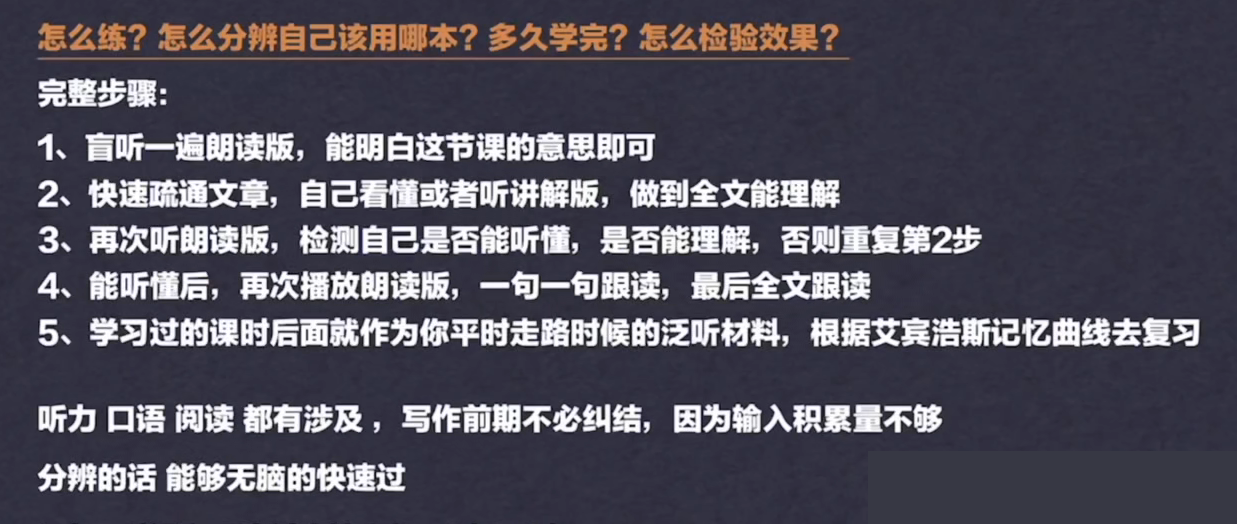 怎么练？怎么分辨自己该用哪本？多久学完？怎么检验效果？
完整步骤：
1、盲听一遍朗读版，能明白这节课的意思即可
2、快速疏通文章，自己看懂或者听讲解版，做到全文能理解
3、再次听朗读版，检测自己是否能听懂，是否能理解，否则重复第2步
4、能听懂后，再次播放朗读版，一句一句跟读，最后全文跟读
5、学习过的课时后面就作为你平时走路时候的泛听材料，根据艾宾浩斯记忆曲线去复习
听力 口语 阅读 都有涉及 ，写作前期不必纠结，因为输入积累量不够
分辨的话 能够无脑的快速过